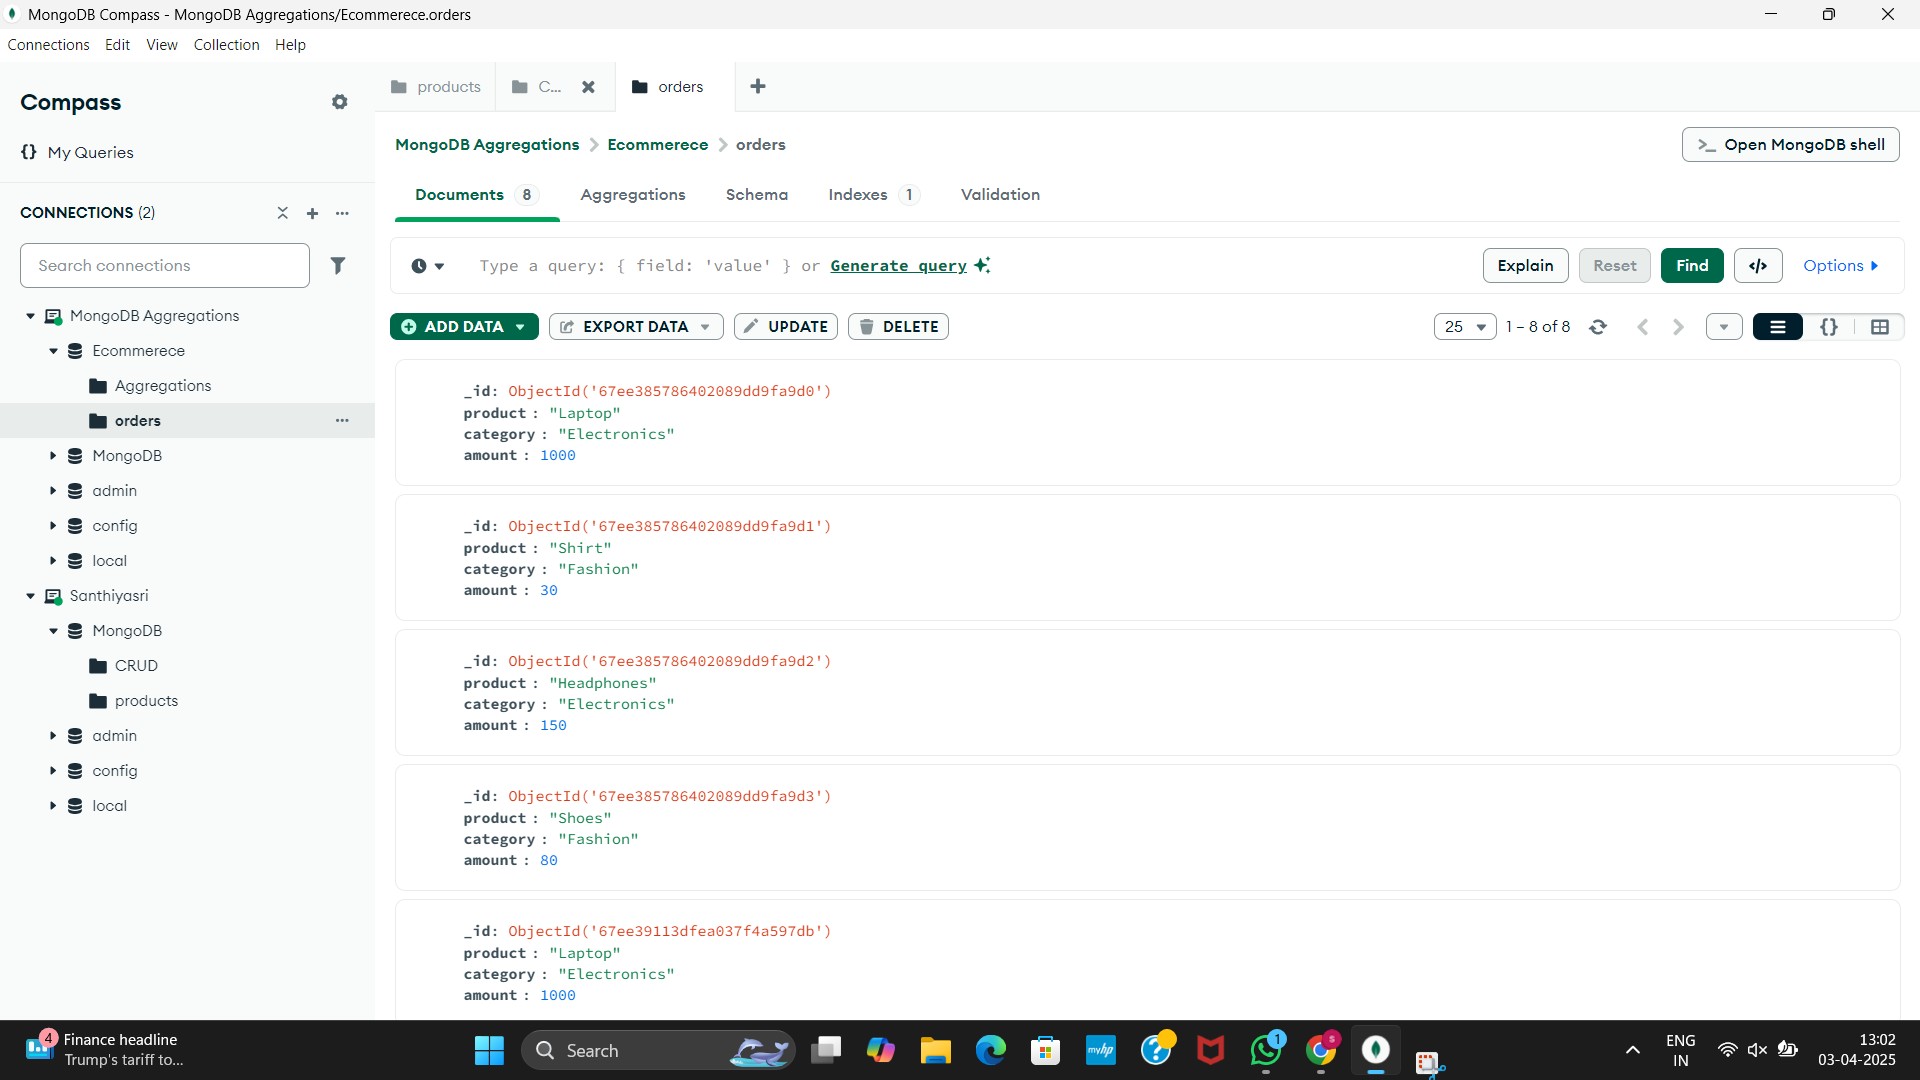 MongoDB Compass - MongoDB Aggregations/Ecommerece.orders
Connections Edit View Collection Help
Compass
My Queries
CONNECTIONS (2)
Search connections
MongoDB Aggregations
Ecommerece
Aggregations
orders
MongoDB
admin
config
local
Santhiyasri
MongoDB
CRUD
products
admin
config
local
products C... orders
MongoDB Aggregations > Ecommerece > orders
>_ Open MongoDB shell
Documents 8 Aggregations Schema Indexes 1 Validation
Type a query: { field: 'value' } or Generate query
Explain Reset Find </> Options
ADD DATA EXPORT DATA UPDATE DELETE
25 1 – 8 of 8 {}
_id: ObjectId('67ee385786402089dd9fa9d0')
product : "Laptop"
category : "Electronics"
amount : 1000
_id: ObjectId('67ee385786402089dd9fa9d1')
product : "Shirt"
category : "Fashion"
amount : 30
_id: ObjectId('67ee385786402089dd9fa9d2')
product : "Headphones"
category : "Electronics"
amount : 150
_id: ObjectId('67ee385786402089dd9fa9d3')
product : "Shoes"
category : "Fashion"
amount : 80
_id: ObjectId('67ee39113dfea037f4a597db')
product : "Laptop"
category : "Electronics"
amount : 1000
4
Finance headline
Trump's tariff to...
Search
myhp
1
S
ENG
IN
13:02
03-04-2025